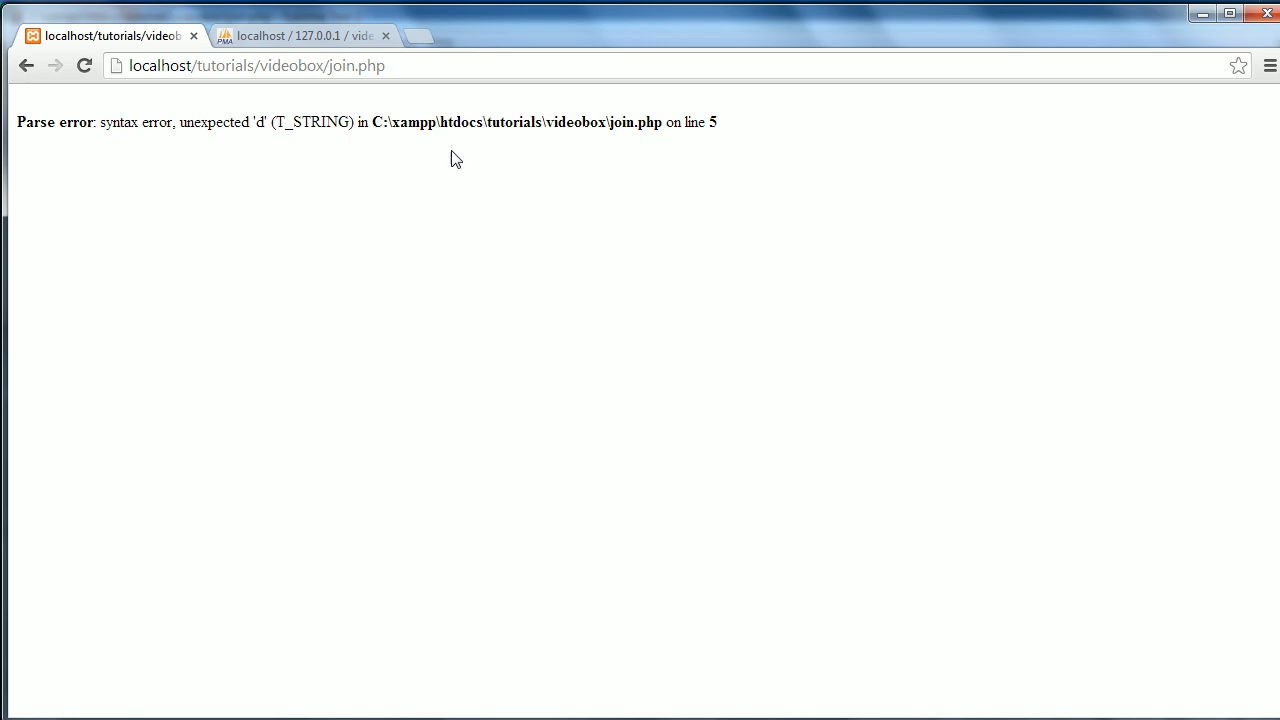 localhost/tutorials/videob
localhost / 127.0.0.1 / vide
localhost/tutorials/videobox/join.php
Parse error: syntax error, unexpected 'd' (T_STRING) in C:\xampp\htdocs\tutorials\videobox\join.php on line 5